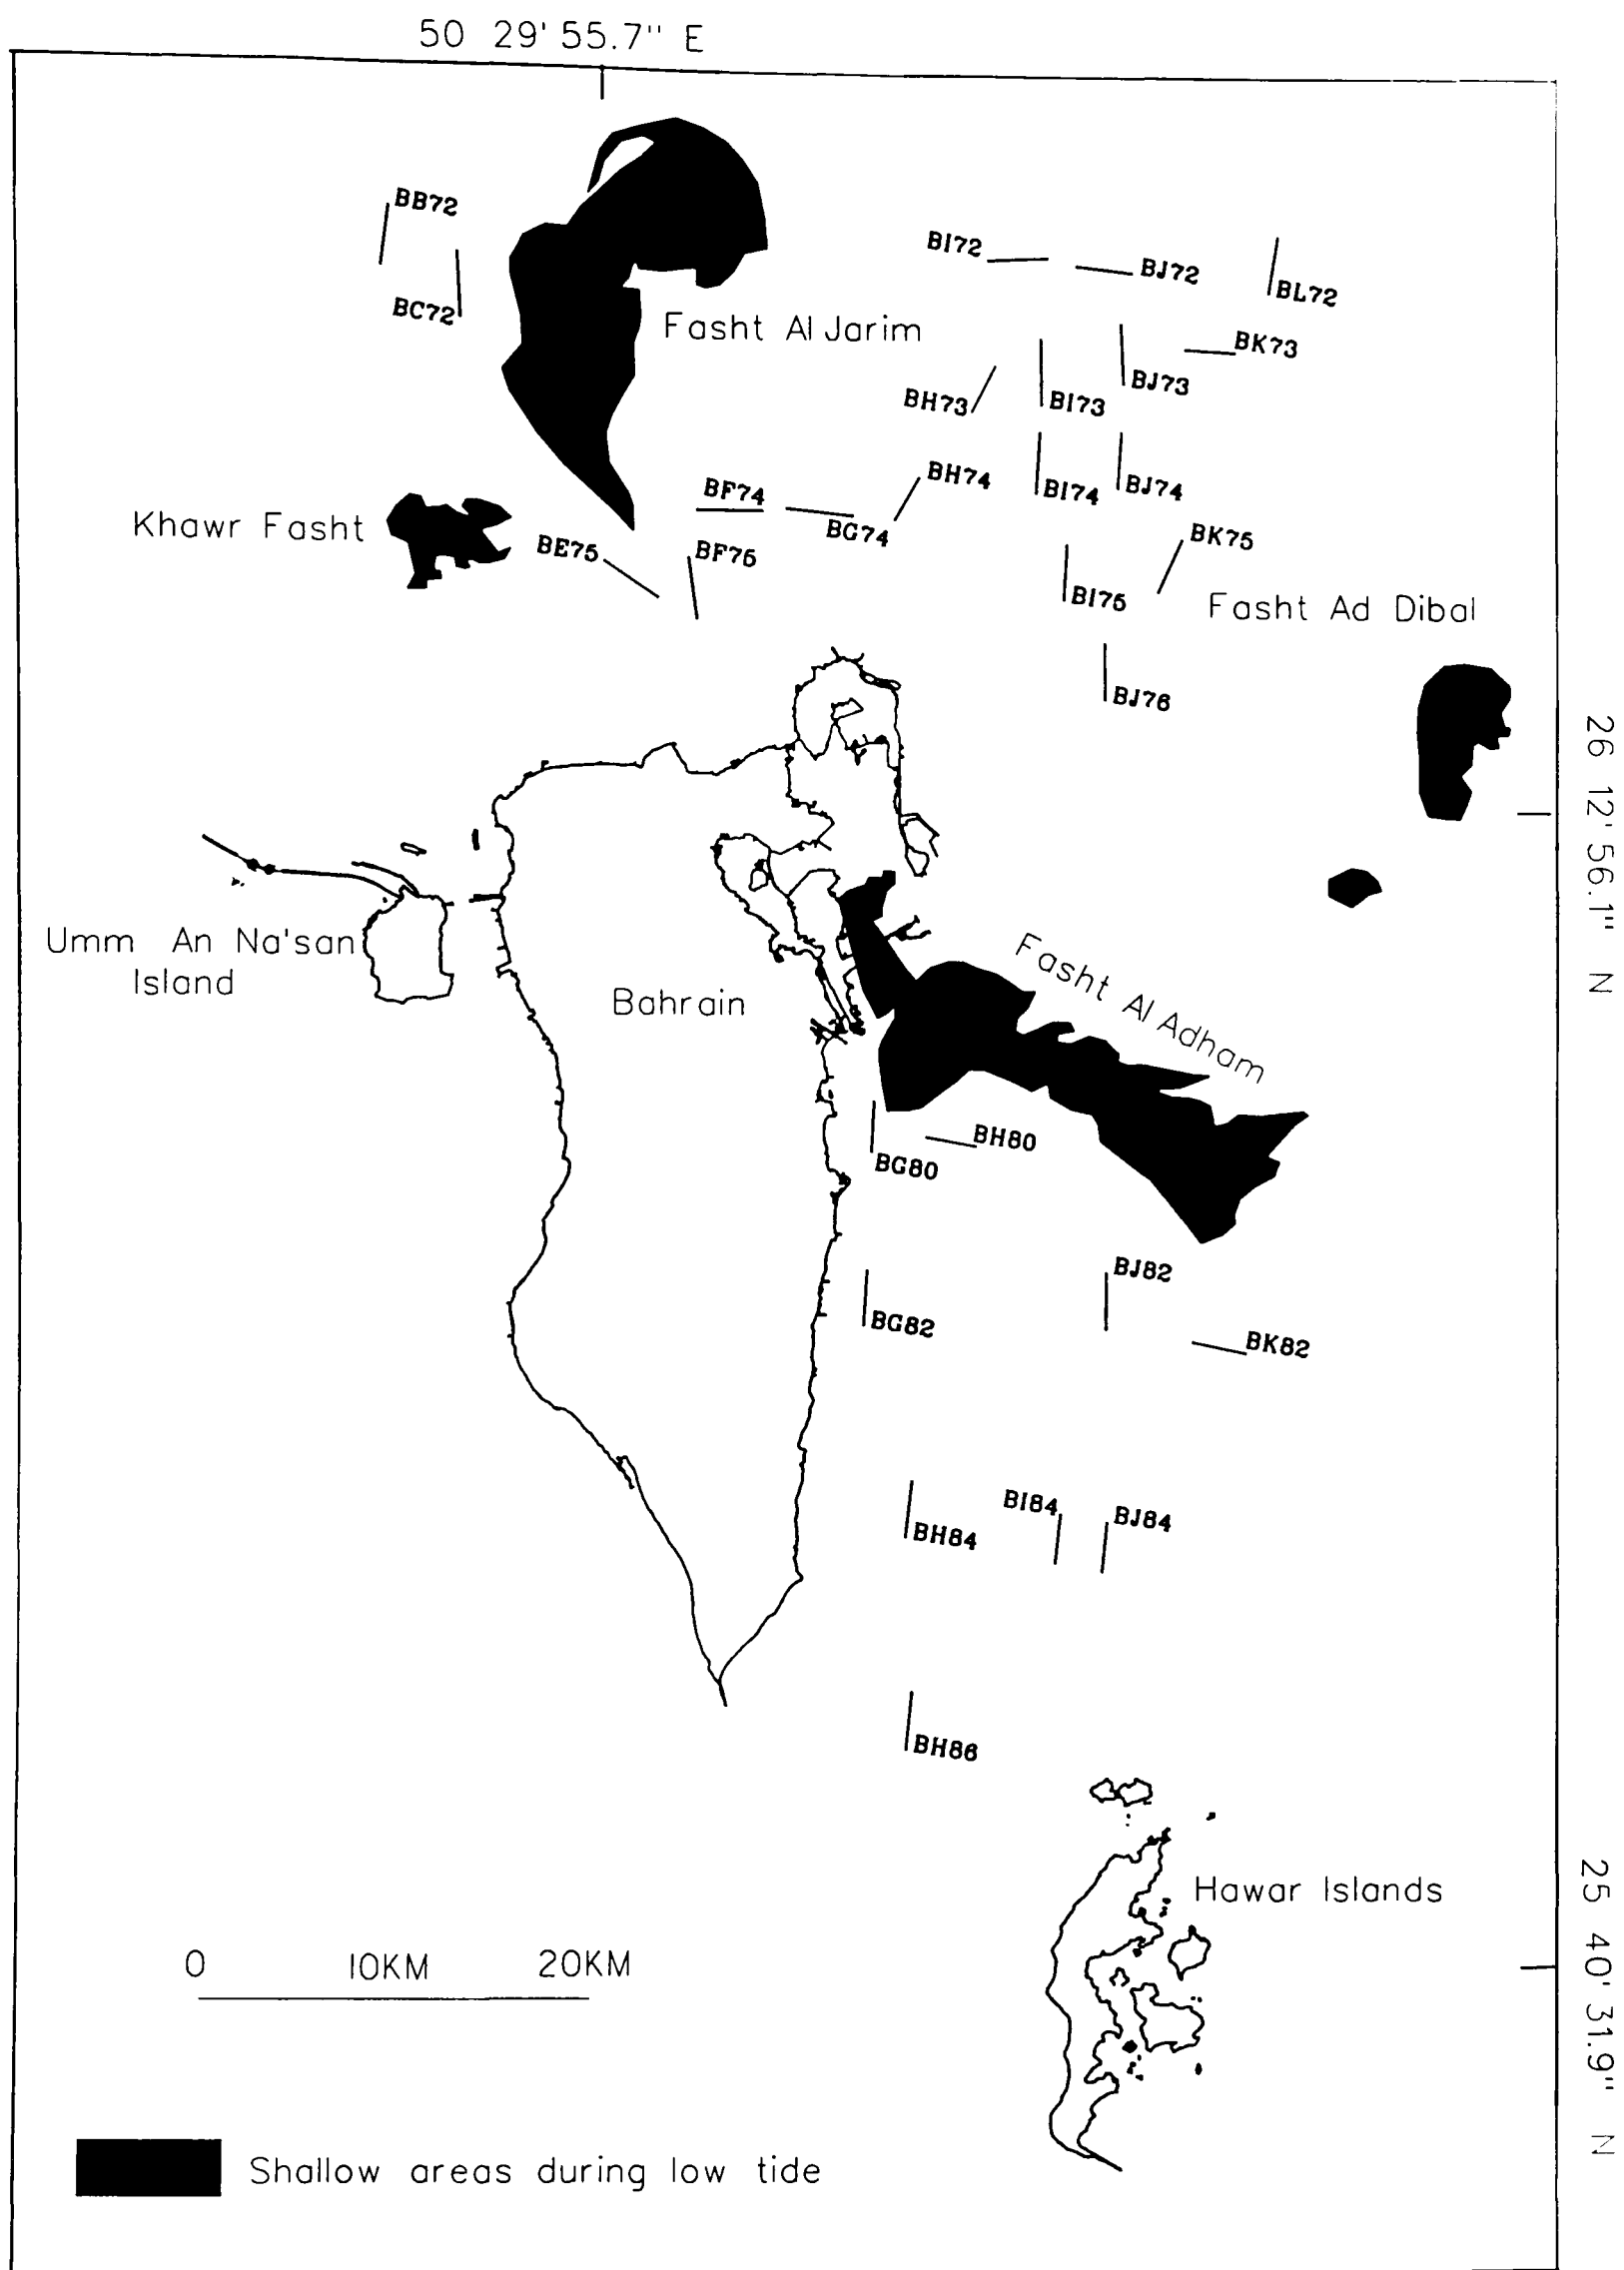 50 29' 55.7" E
BB72
BI72
BJ72
BL72
BC72
Fasht Al Jarim
BK73
BJ73
BH73
BI73
BH74
BF74
BI74
BJ74
Khawr Fasht
BG74
BK75
BE75
BF75
BI75
Fasht Ad Dibal
BJ76
26 12' 56.1" N
Umm An Na'san
Island
Bahrain
Fasht Al Adham
BH80
BG80
BJ82
BG82
BK82
BI84
BJ84
BH84
BH86
Hawar Islands
25 40' 31.9" N
0 10KM 20KM
Shallow areas during low tide